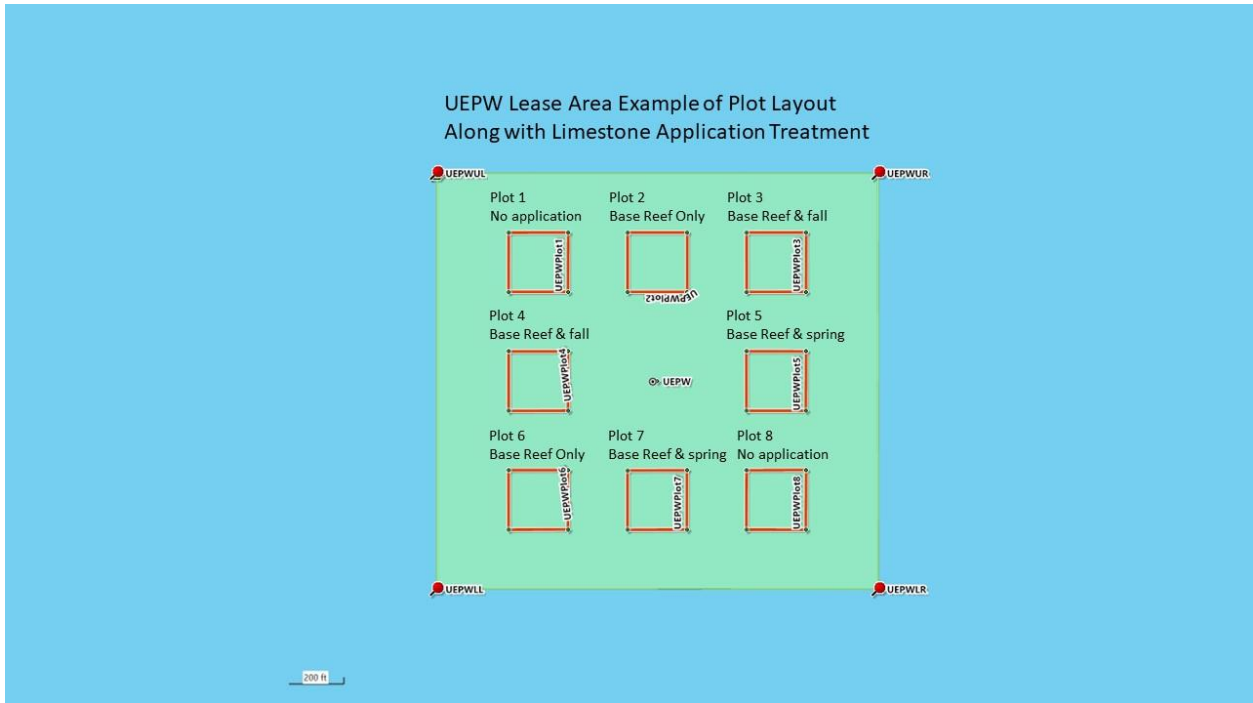 UEPW Lease Area Example of Plot Layout
Along with Limestone Application Treatment
UEPWUL
UEPWUR
Plot 1
No application
Plot 2
Base Reef Only
Plot 3
Base Reef & fall
UEPWPlot1
UEPWPlot2
UEPWPlot3
Plot 4
Base Reef & fall
Plot 5
Base Reef & spring
UEPWPlot4
UEPW
UEPWPlot5
Plot 6
Base Reef Only
Plot 7
Base Reef & spring
Plot 8
No application
UEPWPlot6
UEPWPlot7
UEPWPlot8
UEPWLL
UEPWLR
200 ft